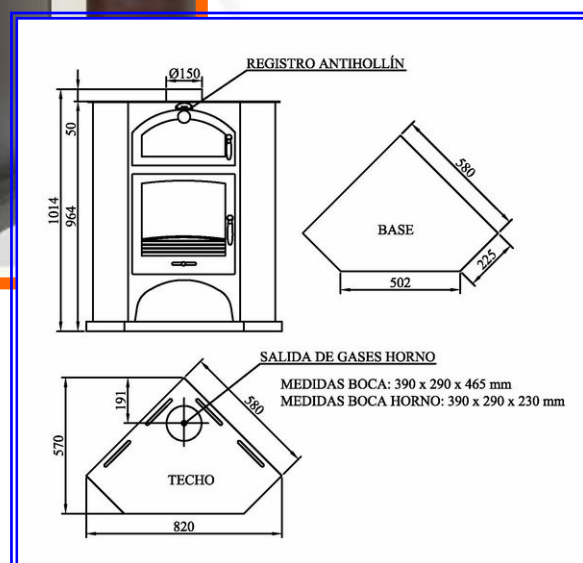 REGISTRO ANTIHOLLÍN
Ø150
50
1014
964
580
BASE
225
502
SALIDA DE GASES HORNO
MEDIDAS BOCA: 390 x 290 x 465 mm
MEDIDAS BOCA HORNO: 390 x 290 x 230 mm
191
580
570
TECHO
820